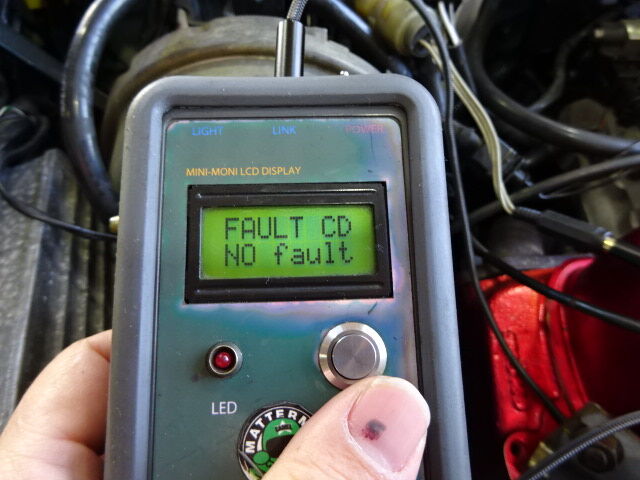 LIGHT LINK POWER
MINI-MONI LCD DISPLAY
FAULT CD
NO fault
LED